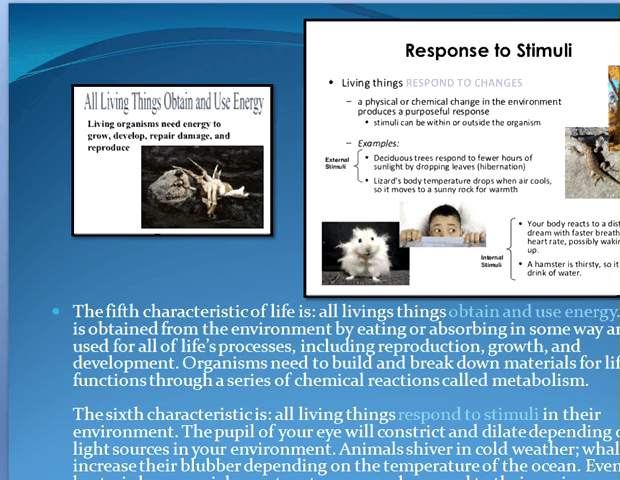 All Living Things Obtain and Use Energy
Living organisms need energy to
grow, develop, repair damage, and
reproduce
Response to Stimuli
• Living things RESPOND TO CHANGES
– a physical or chemical change in the environment
produces a purposeful response
• stimuli can be within or outside the organism
– Examples:
External
Stimuli
• Deciduous trees respond to fewer hours of
sunlight by dropping leaves (hibernation)
• Lizard's body temperature drops when air cools,
so it moves to a sunny rock for warmth
Internal
Stimuli
• Your body reacts to a
dream with faster
heart rate, possibly
up.
• A hamster is thirsty, so it
drink of water.
• The fifth characteristic of life is: all livings things obtain and use energy.
is obtained from the environment by eating or absorbing in some way
used for all of life's processes, including reproduction, growth, and
development. Organisms need to build and break down materials for
functions through a series of chemical reactions called metabolism.
The sixth characteristic is: all living things respond to stimuli in their
environment. The pupil of your eye will constrict and dilate depending
light sources in your environment. Animals shiver in cold weather;
increase their blubber depending on the temperature of the ocean.